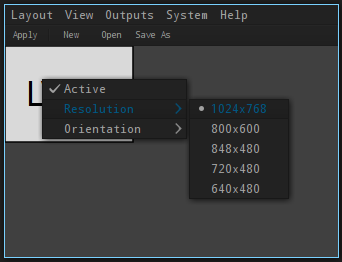 Layout View Outputs System Help
Apply New Open Save As
L
Active
Resolution
Orientation
1024x768
800x600
848x480
720x480
640x480